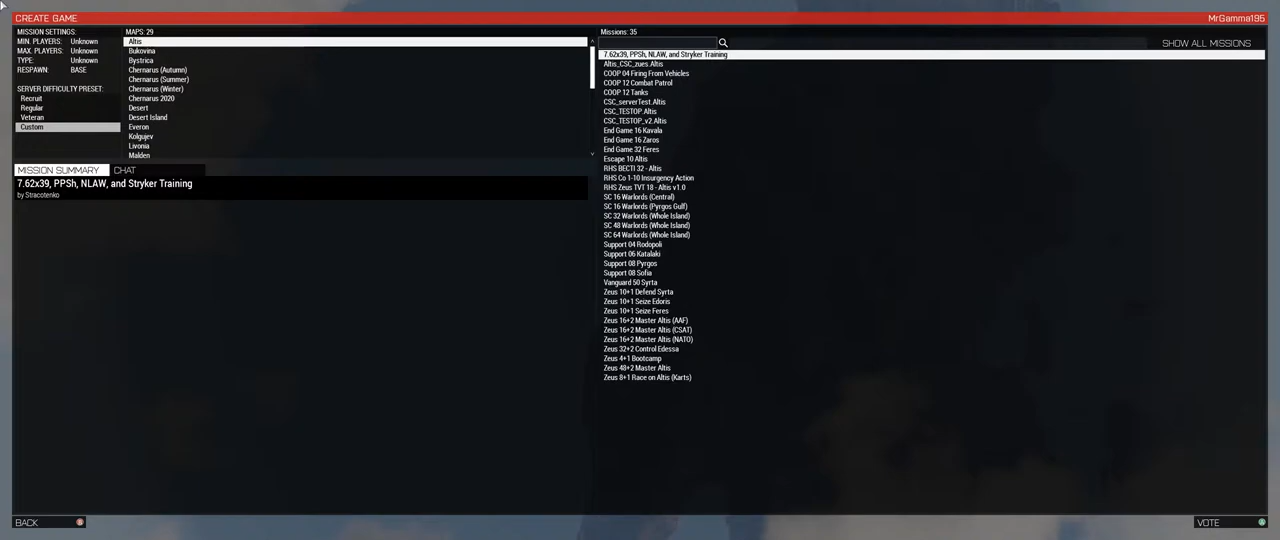 CREATE GAME
MrGamma195
MISSION SETTINGS:
MIN. PLAYERS: Unknown
MAX. PLAYERS: Unknown
TYPE: Unknown
RESPAWN: BASE
SERVER DIFFICULTY PRESET:
Recruit
Regular
Veteran
Custom
MAPS: 29
Altis
Bukovina
Bystrica
Chernarus (Autumn)
Chernarus (Summer)
Chernarus (Winter)
Chernarus 2020
Desert
Desert Island
Everon
Kolgujev
Livonia
Malden
MISSION SUMMARY
CHAT
7.62x39, PPSh, NLAW, and Stryker Training
by Stracotenko
Missions: 35
SHOW ALL MISSIONS
7.62x39, PPSh, NLAW, and Stryker Training
Altis_CSC_zues.Altis
COOP 04 Firing From Vehicles
COOP 12 Combat Patrol
COOP 12 Tanks
CSC_serverTest.Altis
CSC_TESTOP.Altis
CSC_TESTOP_v2.Altis
End Game 16 Kavala
End Game 16 Zaros
End Game 32 Feres
Escape 10 Altis
RHS BECTI 32 - Altis
RHS Co 1-10 Insurgency Action
RHS Zeus TVT 18 - Altis v1.0
SC 16 Warlords (Central)
SC 16 Warlords (Pyrgos Gulf)
SC 32 Warlords (Whole Island)
SC 48 Warlords (Whole Island)
SC 64 Warlords (Whole Island)
Support 04 Rodopoli
Support 06 Katalaki
Support 08 Pyrgos
Support 08 Sofia
Vanguard 50 Syrta
Zeus 10+1 Defend Syrta
Zeus 10+1 Seize Edoris
Zeus 10+1 Seize Feres
Zeus 16+2 Master Altis (AAF)
Zeus 16+2 Master Altis (CSAT)
Zeus 16+2 Master Altis (NATO)
Zeus 32+2 Control Edessa
Zeus 4+1 Bootcamp
Zeus 48+2 Master Altis
Zeus 8+1 Race on Altis (Karts)
BACK B
VOTE A